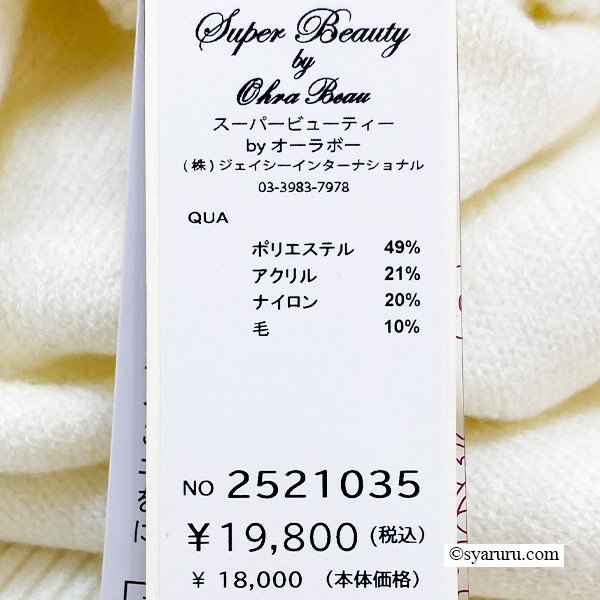 Super Beauty
by
Ohra Beau
スーパービューティー
by オーラボー
(株)ジェイシーインターナショナル
03-3983-7978
QUA
ポリエステル 49%
アクリル 21%
ナイロン 20%
毛 10%
NO 2521035
¥19,800 (税込)
¥ 18,000 (本体価格)
©syaruru.com